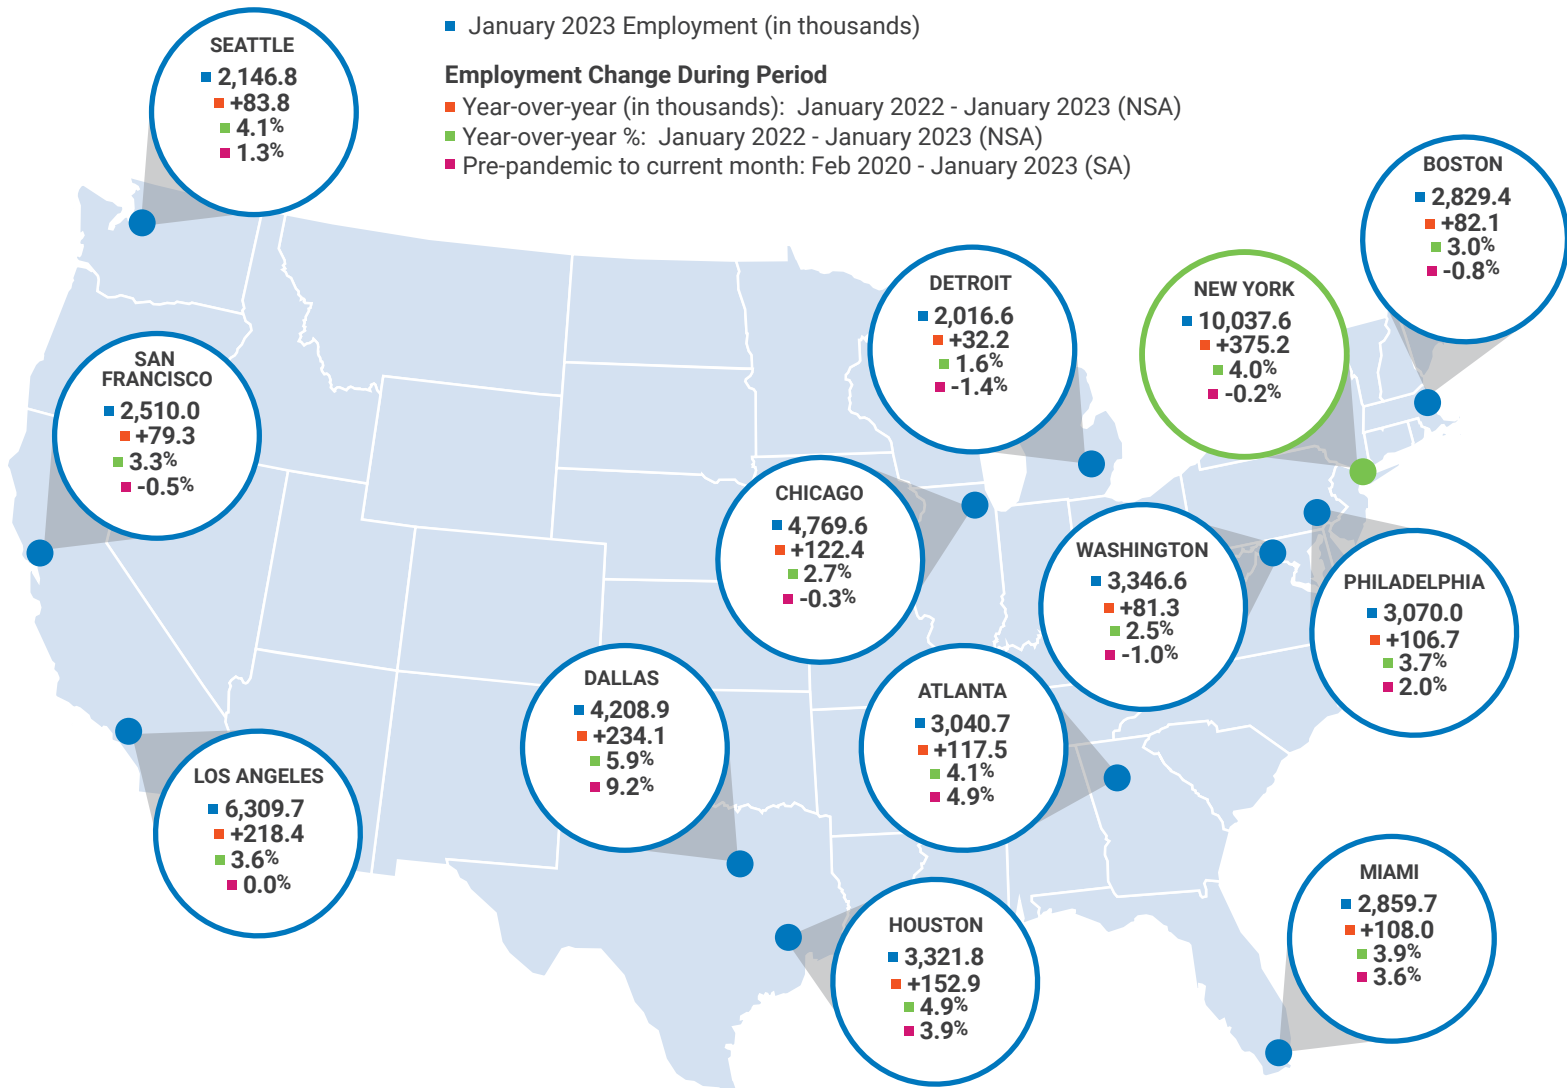 January 2023 Employment (in thousands)
Employment Change During Period
Year-over-year (in thousands): January 2022 - January 2023 (NSA)
Year-over-year %: January 2022 - January 2023 (NSA)
Pre-pandemic to current month: Feb 2020 - January 2023 (SA)
SEATTLE
2,146.8
+83.8
4.1%
1.3%
BOSTON
2,829.4
+82.1
3.0%
-0.8%
DETROIT
2,016.6
+32.2
1.6%
-1.4%
NEW YORK
10,037.6
+375.2
4.0%
-0.2%
SAN
FRANCISCO
2,510.0
+79.3
3.3%
-0.5%
CHICAGO
4,769.6
+122.4
2.7%
-0.3%
WASHINGTON
3,346.6
+81.3
2.5%
-1.0%
PHILADELPHIA
3,070.0
+106.7
3.7%
2.0%
DALLAS
4,208.9
+234.1
5.9%
9.2%
ATLANTA
3,040.7
+117.5
4.1%
4.9%
LOS ANGELES
6,309.7
+218.4
3.6%
0.0%
HOUSTON
3,321.8
+152.9
4.9%
3.9%
MIAMI
2,859.7
+108.0
3.9%
3.6%